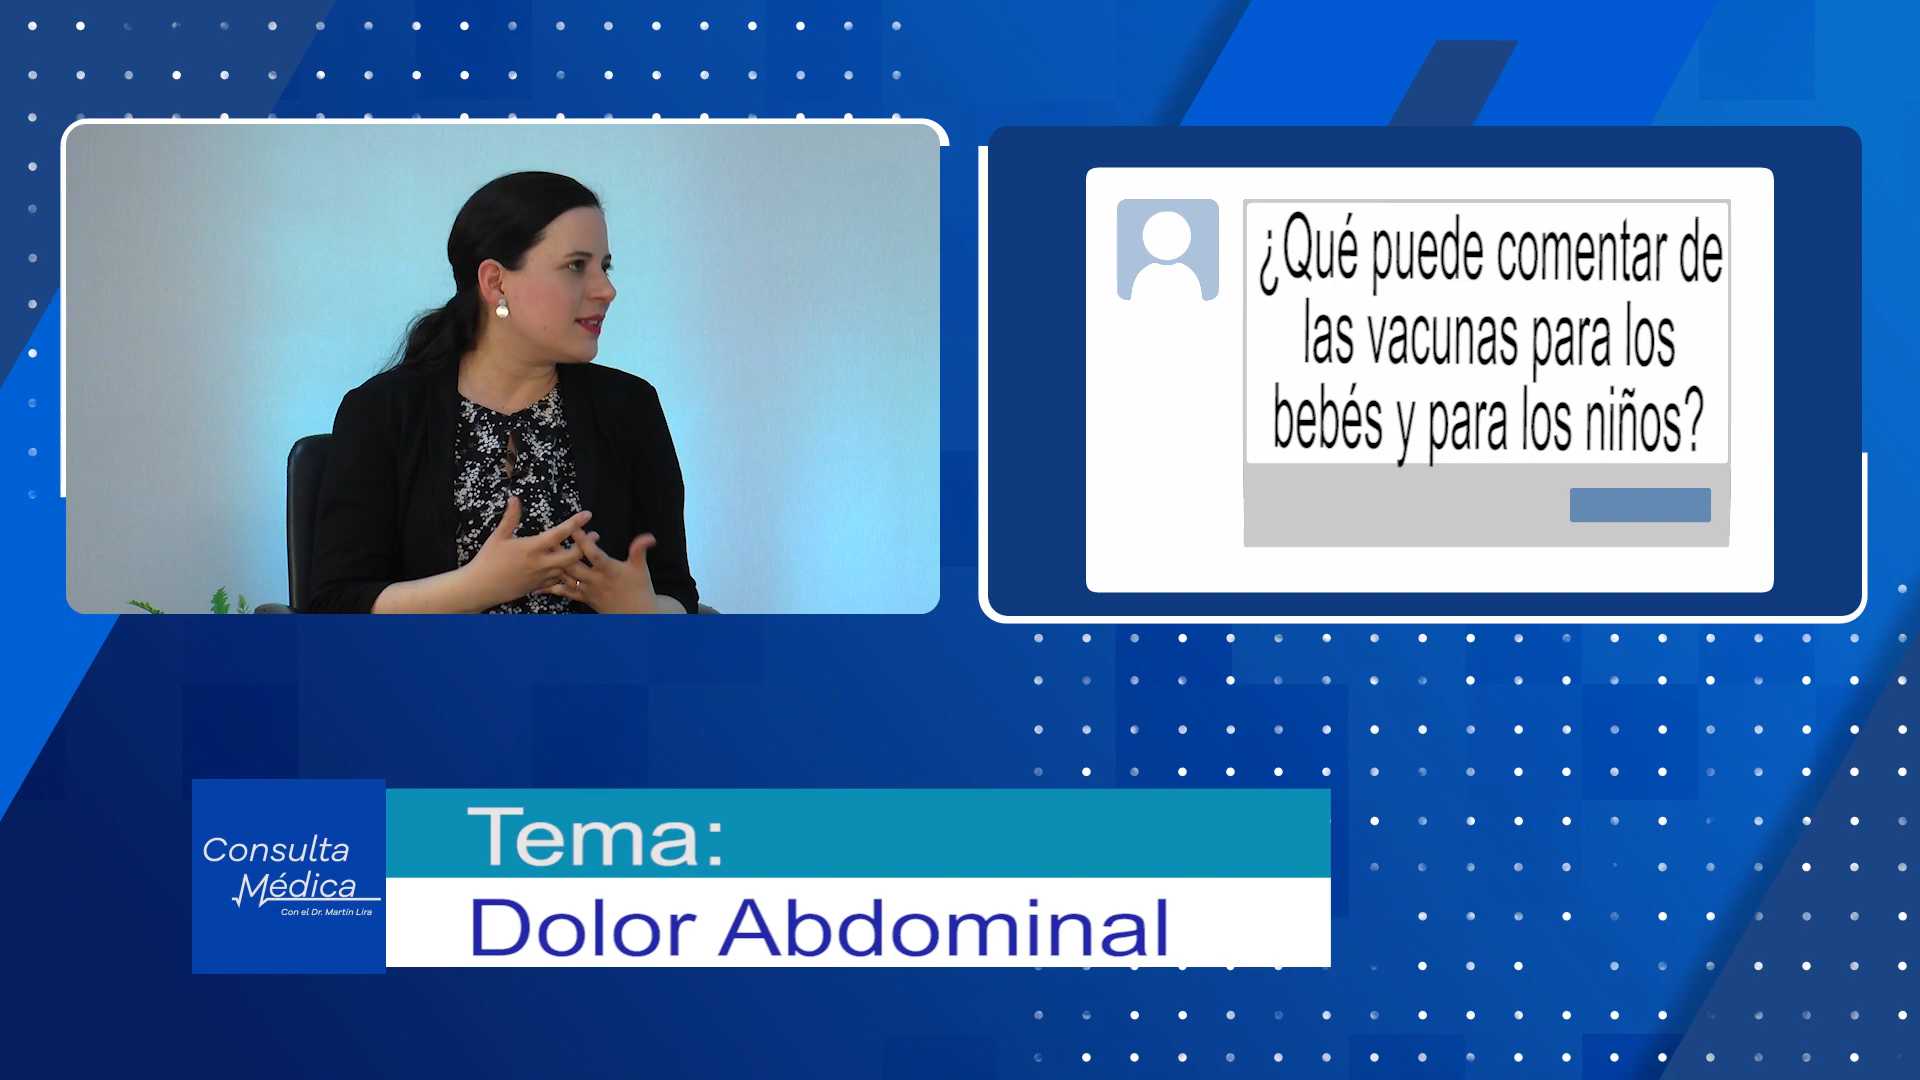 ¿Qué puede comentar de
las vacunas para los
bebés y para los niños?
Tema:
Dolor Abdominal
Consulta
Médica
Con el Dr. Martín Lira